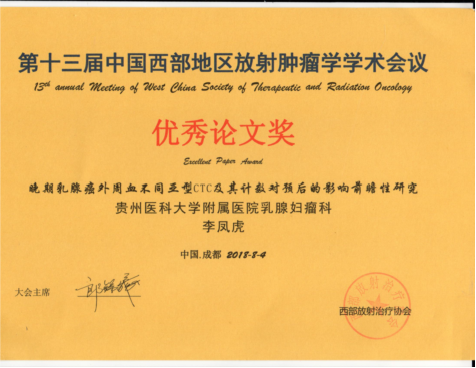 第十三届中国西部地区放射肿瘤学学术会议
13th annual Meeting of West China Society of Therapeutic and Radiation Oncology
优秀论文奖
Excellent Paper Award
晚期乳腺癌外周血不同亚型CTC及其计数对预后的影响前瞻性研究
贵州医科大学附属医院乳腺妇瘤科
李凤虎
中国.成都 2018-8-4
大会主席
西部放射治疗协会